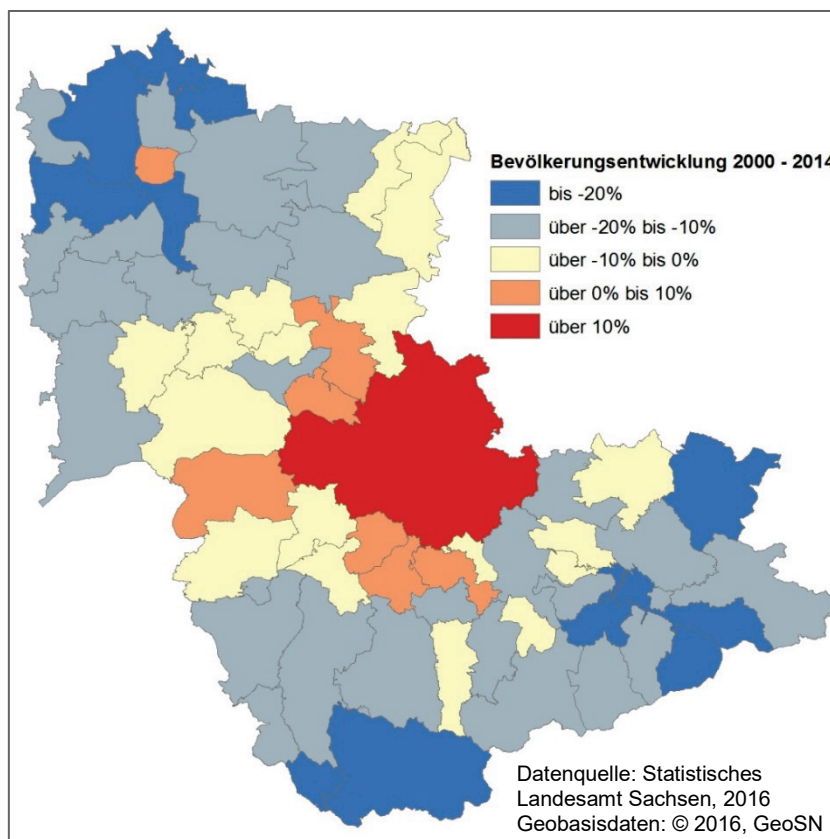 Bevölkerungsentwicklung 2000 - 2014
bis -20%
über -20% bis -10%
über -10% bis 0%
über 0% bis 10%
über 10%
Datenquelle: Statistisches
Landesamt Sachsen, 2016
Geobasisdaten: © 2016, GeoSN